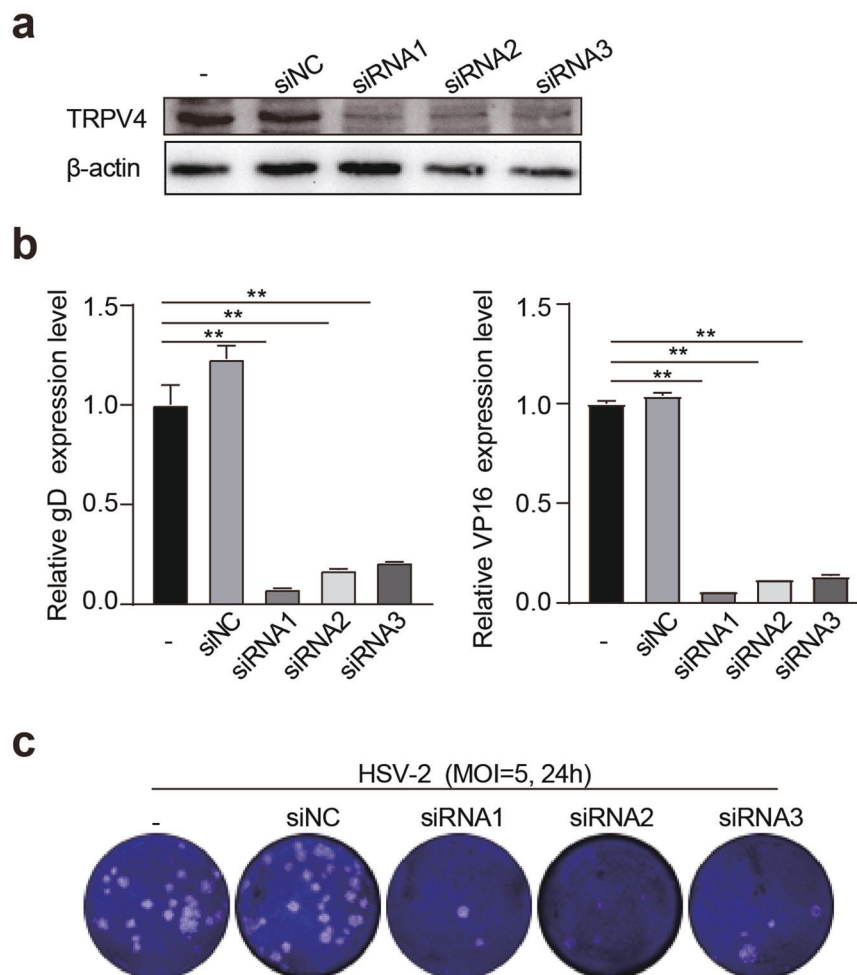 a
- siNC siRNA1 siRNA2 siRNA3
TRPV4
β-actin
b
Relative gD expression level
1.5
1.0
0.5
0.0
**
**
**
- siNC siRNA1 siRNA2 siRNA3
Relative VP16 expression level
1.5
1.0
0.5
0.0
**
**
**
- siNC siRNA1 siRNA2 siRNA3
c
HSV-2 (MOI=5, 24h)
- siNC siRNA1 siRNA2 siRNA3